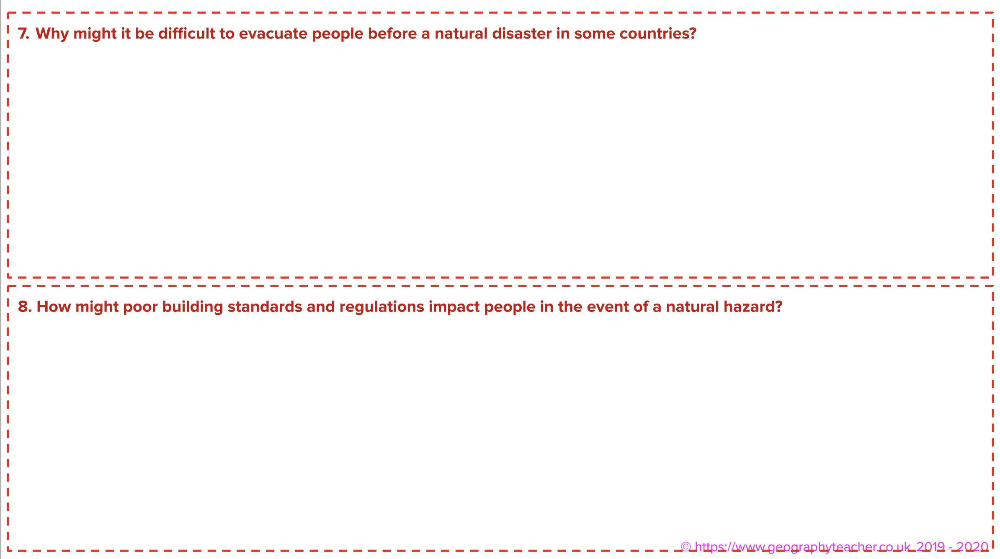 7. Why might it be difficult to evacuate people before a natural disaster in some countries?
8. How might poor building standards and regulations impact people in the event of a natural hazard?
© https://www.geographyteacher.co.uk 2019 - 2020